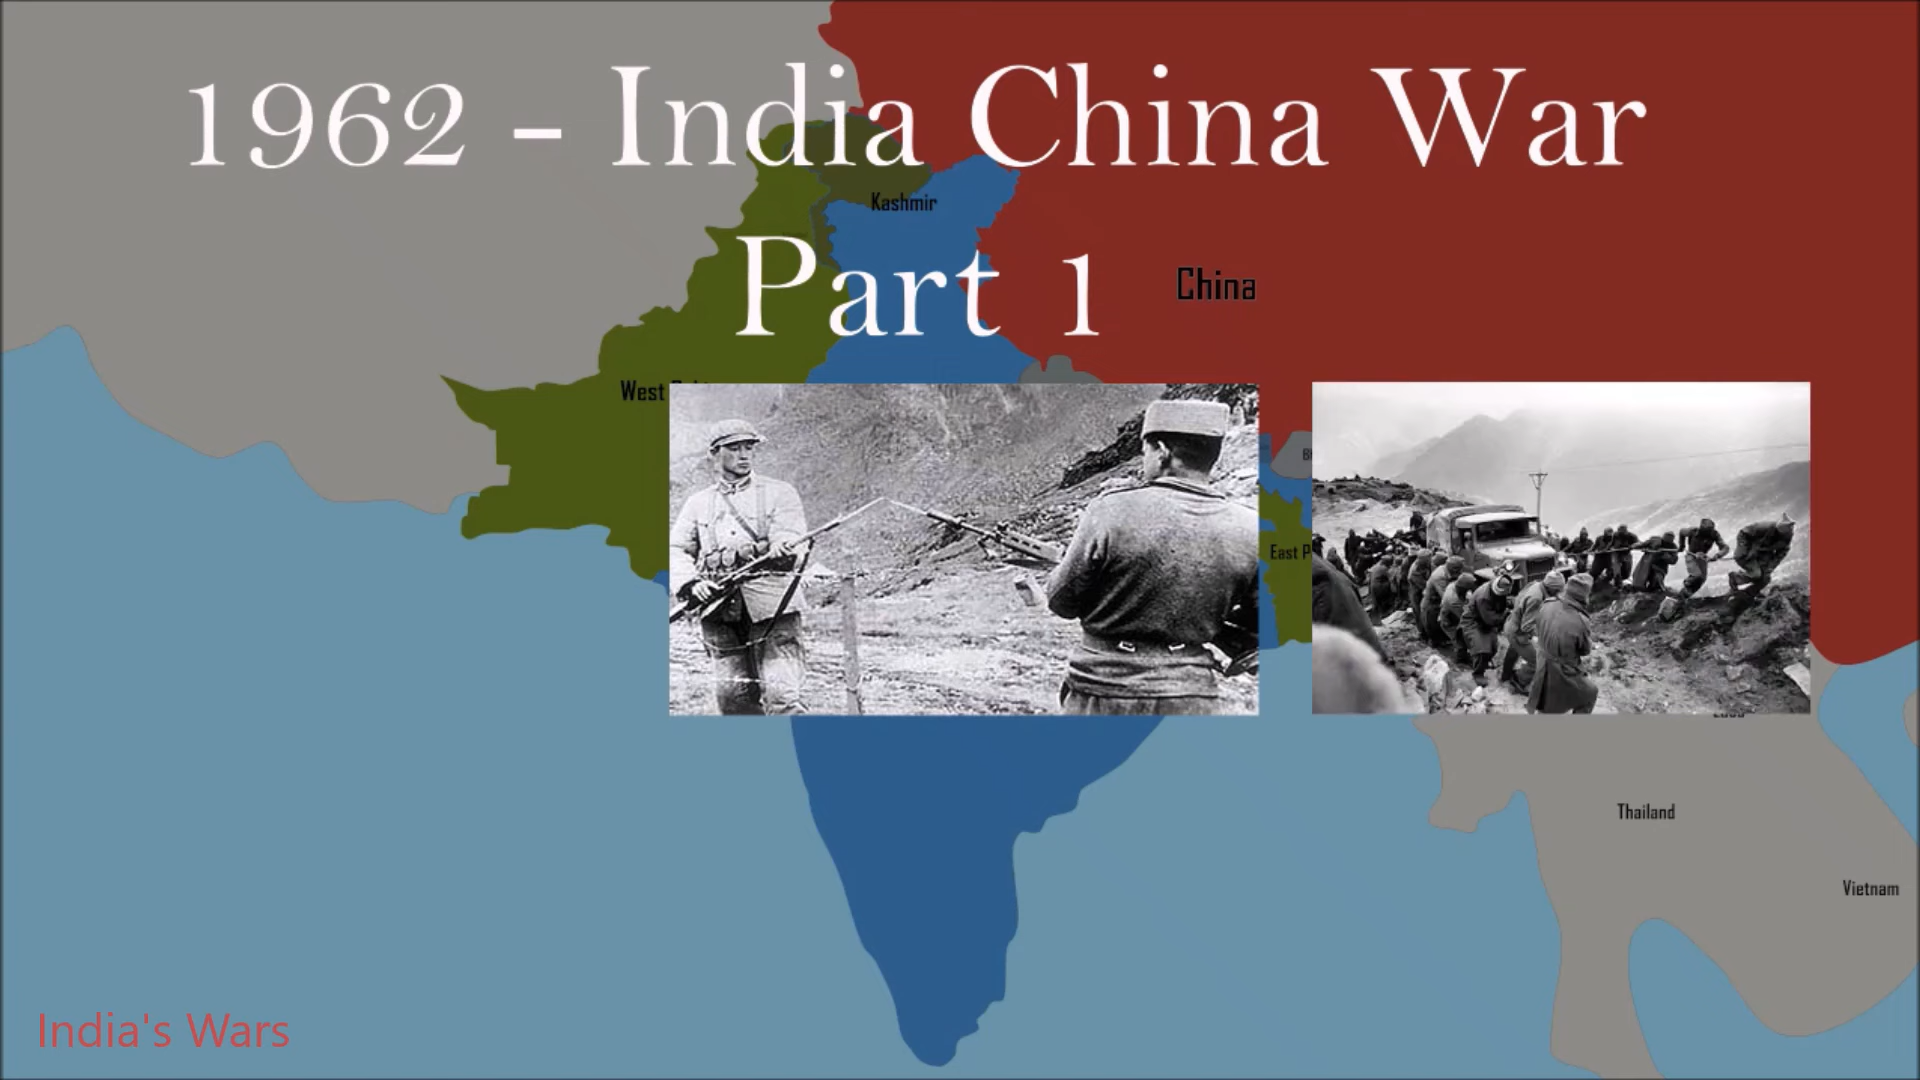 1962 - India China War
Kashmir
Part 1
China
West
East P
Thailand
Vietnam
India's Wars